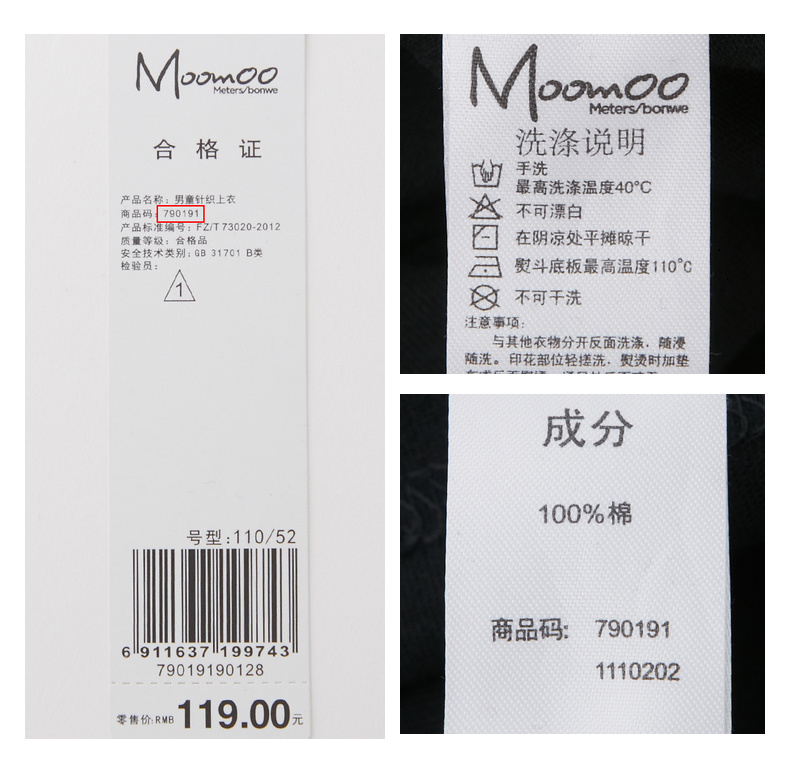 Moomoo
Meters/bonwe
合格证
产品名称：男童针织上衣
商品码：790191
产品标准编号：FZ/T 73020-2012
质量等级：合格品
安全技术类别：GB 31701 B类
检验员：
1
号型：110/52
6 911637 199743
79019190128
零售价：RMB 119.00元
Moomoo
Meters/bonwe
洗涤说明
手洗
最高洗涤温度40°C
不可漂白
在阴凉处平摊晾干
熨斗底板最高温度110°C
不可干洗
注意事项：
与其他衣物分开反面洗涤，随浸
随洗。印花部位轻搓洗，熨烫时加垫
成分
100%棉
商品码： 790191
1110202